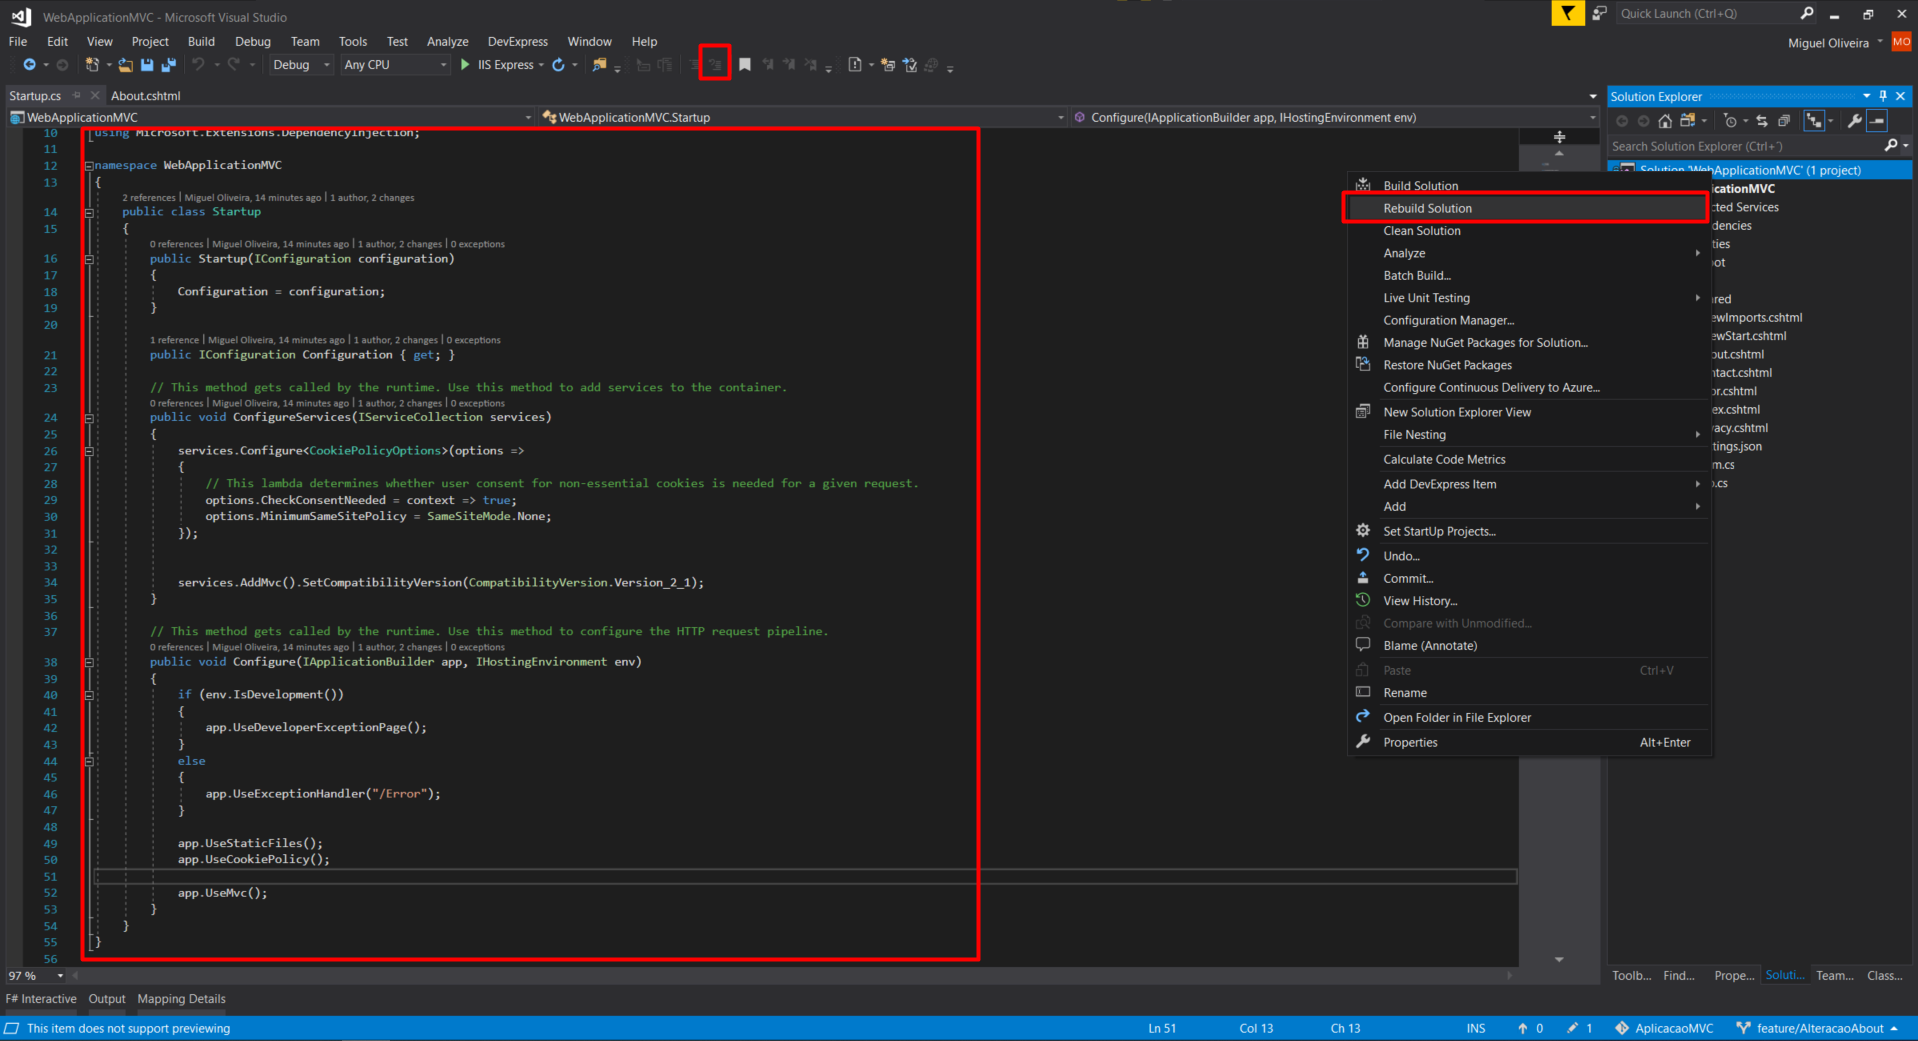 WebApplicationMVC - Microsoft Visual Studio
Quick Launch (Ctrl+Q)
File Edit View Project Build Debug Team Tools Test Analyze DevExpress Window Help
Miguel Oliveira MO
Debug Any CPU IIS Express
Startup.cs About.cshtml
WebApplicationMVC WebApplicationMVC.Startup Configure(IApplicationBuilder app, IHostingEnvironment env)
10 using Microsoft.Extensions.DependencyInjection;
11
12 namespace WebApplicationMVC
13 {
2 references | Miguel Oliveira, 14 minutes ago | 1 author, 2 changes
14 public class Startup
15 {
0 references | Miguel Oliveira, 14 minutes ago | 1 author, 2 changes | 0 exceptions
16 public Startup(IConfiguration configuration)
17 {
18 Configuration = configuration;
19 }
20
1 reference | Miguel Oliveira, 14 minutes ago | 1 author, 2 changes | 0 exceptions
21 public IConfiguration Configuration { get; }
22
23 // This method gets called by the runtime. Use this method to add services to the container.
0 references | Miguel Oliveira, 14 minutes ago | 1 author, 2 changes | 0 exceptions
24 public void ConfigureServices(IServiceCollection services)
25 {
26 services.Configure<CookiePolicyOptions>(options =>
27 {
28 // This lambda determines whether user consent for non-essential cookies is needed for a given request.
29 options.CheckConsentNeeded = context => true;
30 options.MinimumSameSitePolicy = SameSiteMode.None;
31 });
32
33
34 services.AddMvc().SetCompatibilityVersion(CompatibilityVersion.Version_2_1);
35 }
36
37 // This method gets called by the runtime. Use this method to configure the HTTP request pipeline.
0 references | Miguel Oliveira, 14 minutes ago | 1 author, 2 changes | 0 exceptions
38 public void Configure(IApplicationBuilder app, IHostingEnvironment env)
39 {
40 if (env.IsDevelopment())
41 {
42 app.UseDeveloperExceptionPage();
43 }
44 else
45 {
46 app.UseExceptionHandler("/Error");
47 }
48
49 app.UseStaticFiles();
50 app.UseCookiePolicy();
51
52 app.UseMvc();
53 }
54 }
55 }
56
97 %
Build Solution
Rebuild Solution
Clean Solution
Analyze
Batch Build...
Live Unit Testing
Configuration Manager...
Manage NuGet Packages for Solution...
Restore NuGet Packages
Configure Continuous Delivery to Azure...
New Solution Explorer View
File Nesting
Calculate Code Metrics
Add DevExpress Item
Add
Set StartUp Projects...
Undo...
Commit...
View History...
Compare with Unmodified...
Blame (Annotate)
Paste Ctrl+V
Rename
Open Folder in File Explorer
Properties Alt+Enter
Solution Explorer
Search Solution Explorer (Ctrl+´)
Solution 'WebApplicationMVC' (1 project)
icationMVC
cted Services
dencies
ties
ot
red
ewImports.cshtml
ewStart.cshtml
out.cshtml
ntact.cshtml
or.cshtml
ex.cshtml
vacy.cshtml
tings.json
m.cs
o.cs
Toolb... Find... Prope... Soluti... Team... Class...
F# Interactive Output Mapping Details
This item does not support previewing Ln 51 Col 13 Ch 13 INS 0 1 AplicacaoMVC feature/AlteracaoAbout